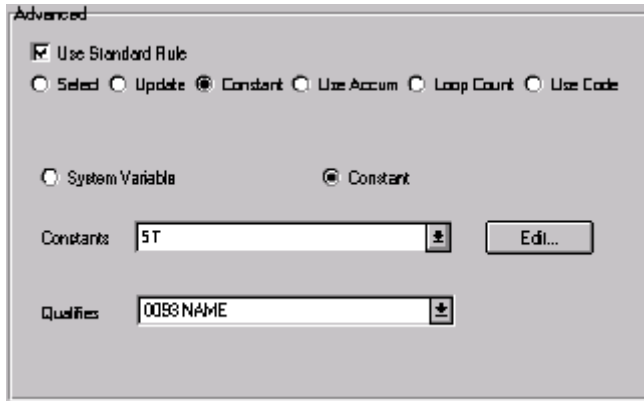 Advanced
Use Standard Rule
Select Update Constant Use Accum Loop Count Use Code
System Variable Constant
Constants ST Edit...
Qualifies 0093 NAME